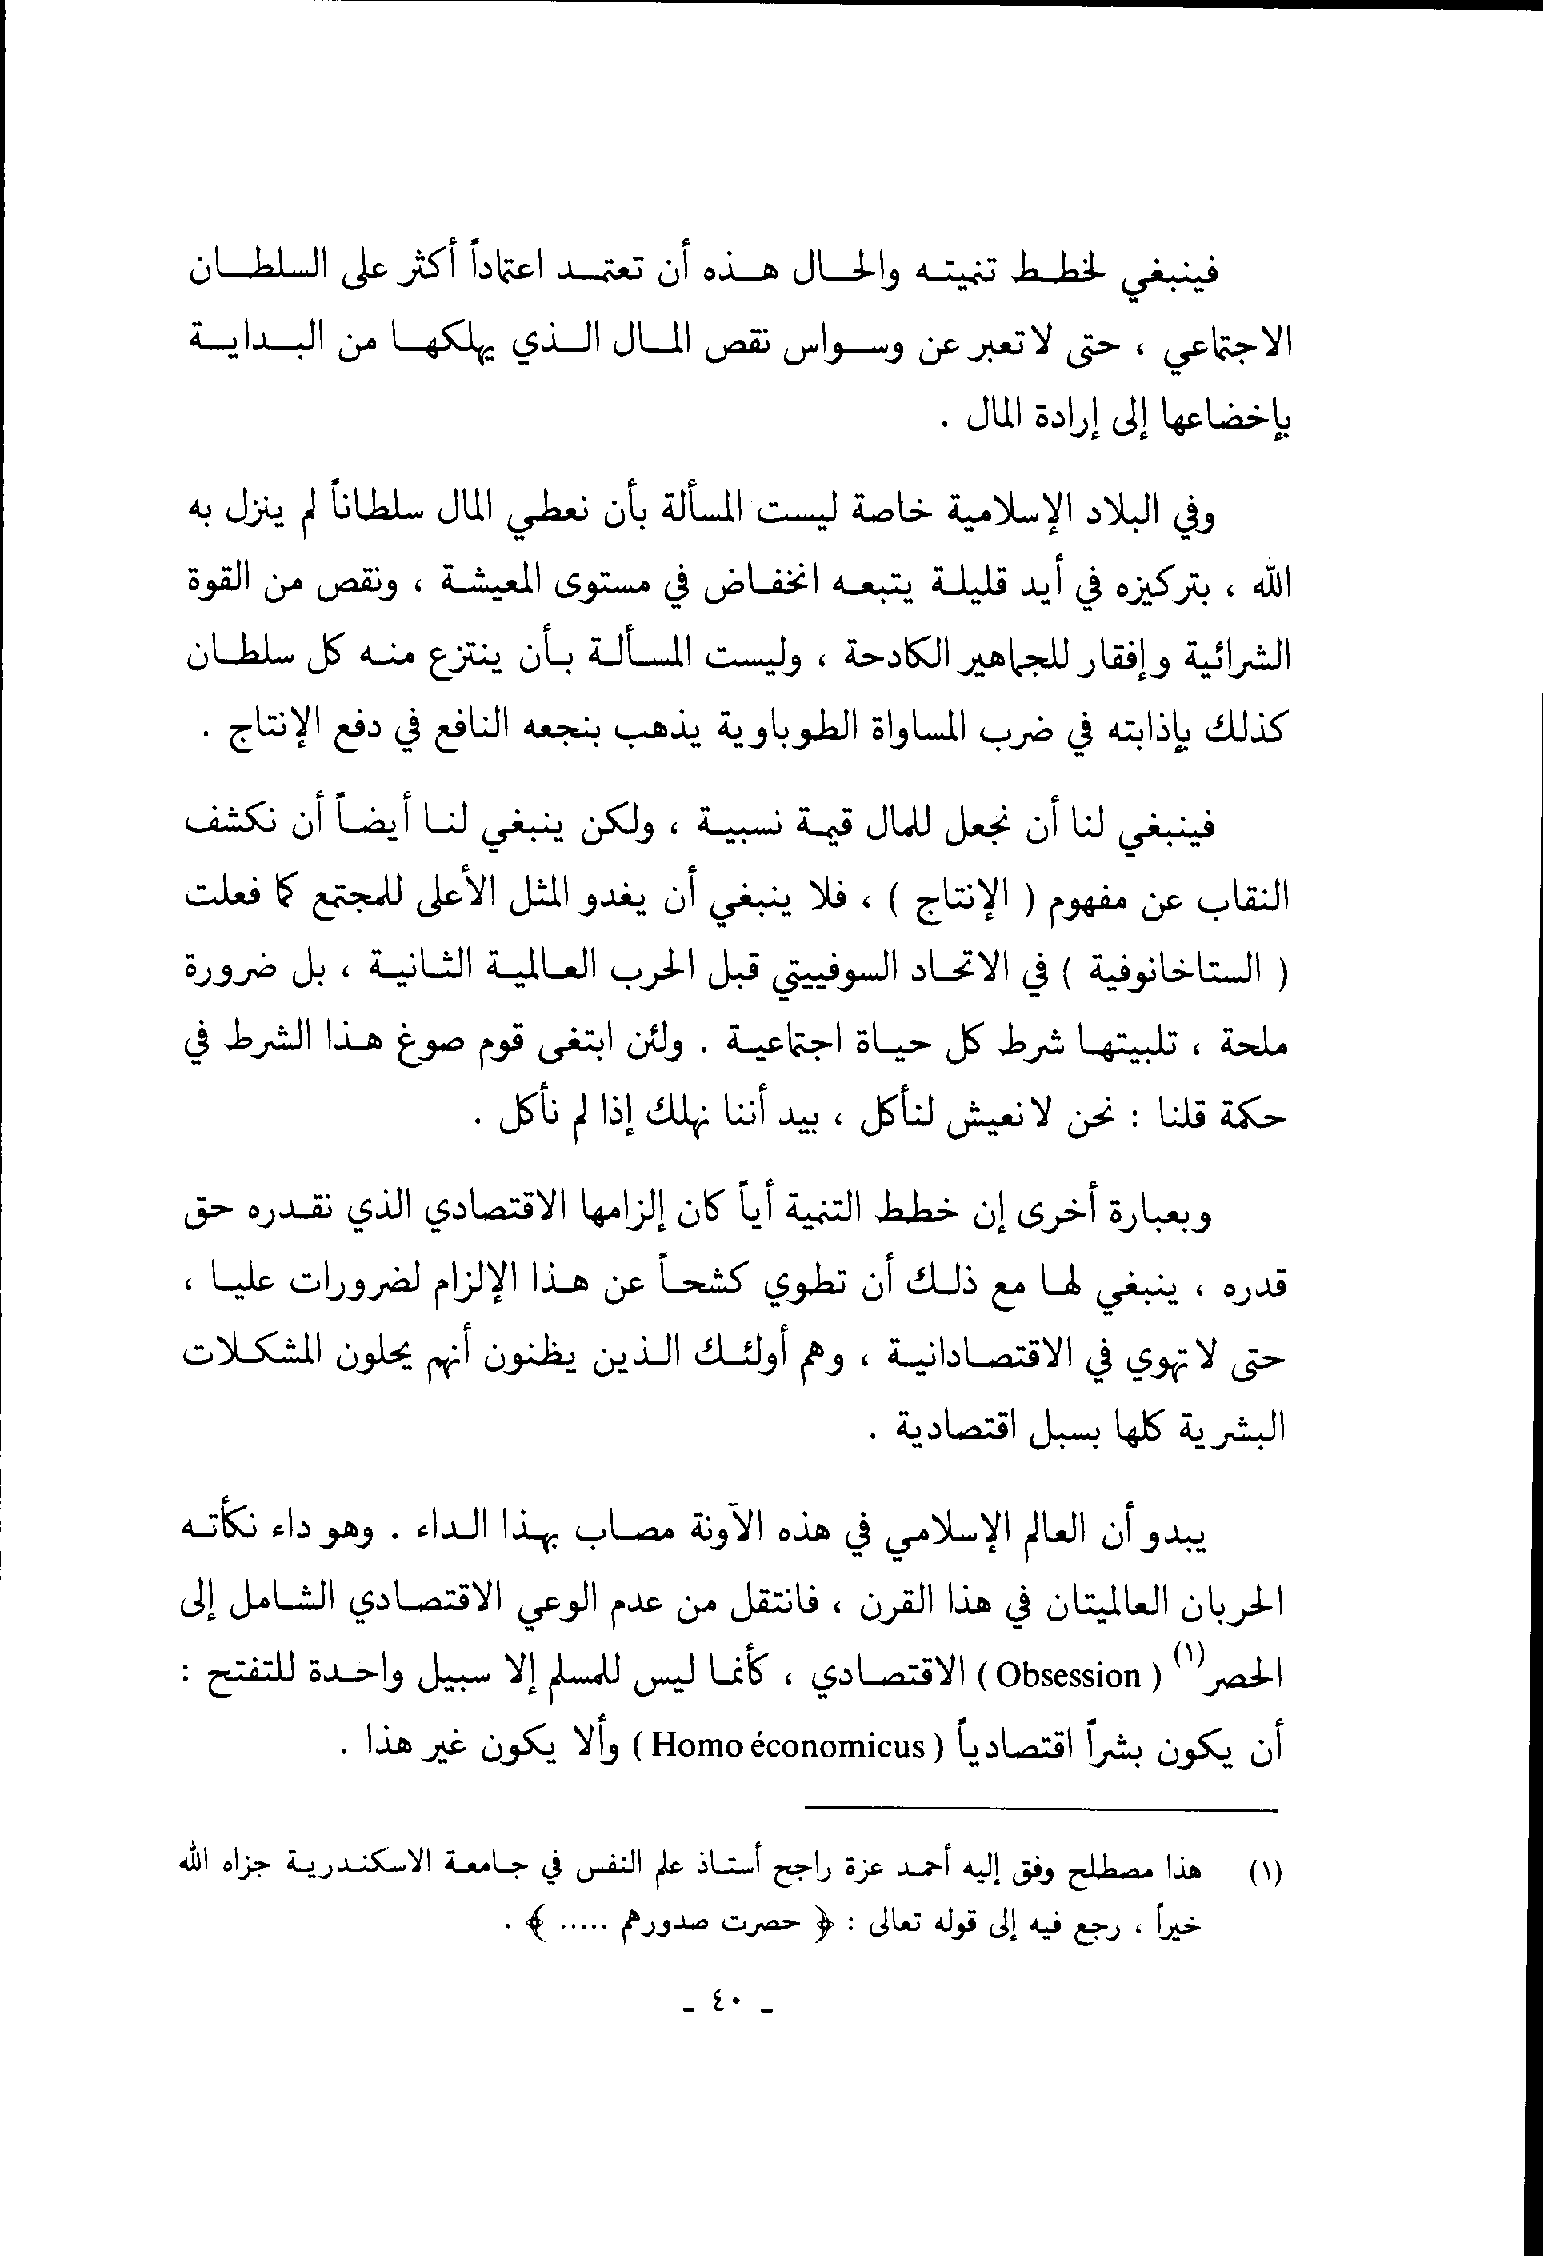 فينبغي لخطط تنميته والحال هذه أن تعتمد اعتماداً أكثر على السلطان
الاجتماعي ، حتى لا تعبر عن وسواس نقص المال الذي يهلكها من البداية
بإخضاعها إلى إرادة المال .
وفي البلاد الإسلامية خاصة ليست المسألة بأن نعطي المال سلطاناً لم ينزل به
الله ، بتركيزه في أيد قليلة يتبعه انخفاض في مستوى المعيشة ، ونقص من القوة
الشرائية وإفقار للجماهير الكادحة ، وليست المسألة بأن ينتزع منه كل سلطان
كذلك بإذابته في ضرب المساواة الطوباوية يذهب بنجعه النافع في دفع الإنتاج .
فينبغي لنا أن نجعل للمال قيمة نسبية ، ولكن ينبغي لنا أيضاً أن نكشف
النقاب عن مفهوم ( الإنتاج ) ، فلا ينبغي أن يغدو المثل الأعلى للمجتمع كما فعلت
( الستاخانوفية ) في الاتحاد السوفييتي قبل الحرب العالمية الثانية ، بل ضرورة
ملحة ، تلبيتها شرط كل حياة اجتماعية . ولئن ابتغى قوم صوغ هذا الشرط في
حكمة قلنا : نحن لا نعيش لنأكل ، بيد أننا نهلك إذا لم نأكل .
وبعبارة أخرى إن خطط التنمية أياً كان إلزامها الاقتصادي الذي نقدره حق
قدره ، ينبغي لها مع ذلك أن تطوي كشحاً عن هذا الإلزام لضرورات عليا ،
حتى لا تهوي في الاقتصادانية ، وهم أولئك الذين يظنون أنهم يحلون المشكلات
البشرية كلها بسبل اقتصادية .
يبدو أن العالم الإسلامي في هذه الآونة مصاب بهذا الداء . وهو داء نكأته
الحربان العالميتان في هذا القرن ، فانتقل من عدم الوعي الاقتصادي الشامل إلى
الحصر(١) ( Obsession ) الاقتصادي ، كأنما ليس للمسلم إلا سبيل واحدة للتفتح :
أن يكون بشراً اقتصادياً ( Homo économicus ) وألا يكون غير هذا .
(١) هذا مصطلح وفق إليه أحمد عزة راجح أستاذ علم النفس في جامعة الاسكندرية جزاه الله
خيراً ، رجع فيه إلى قوله تعالى : ﴿ حصرت صدورهم ..... ﴾ .
ـ ٤٠ ـ